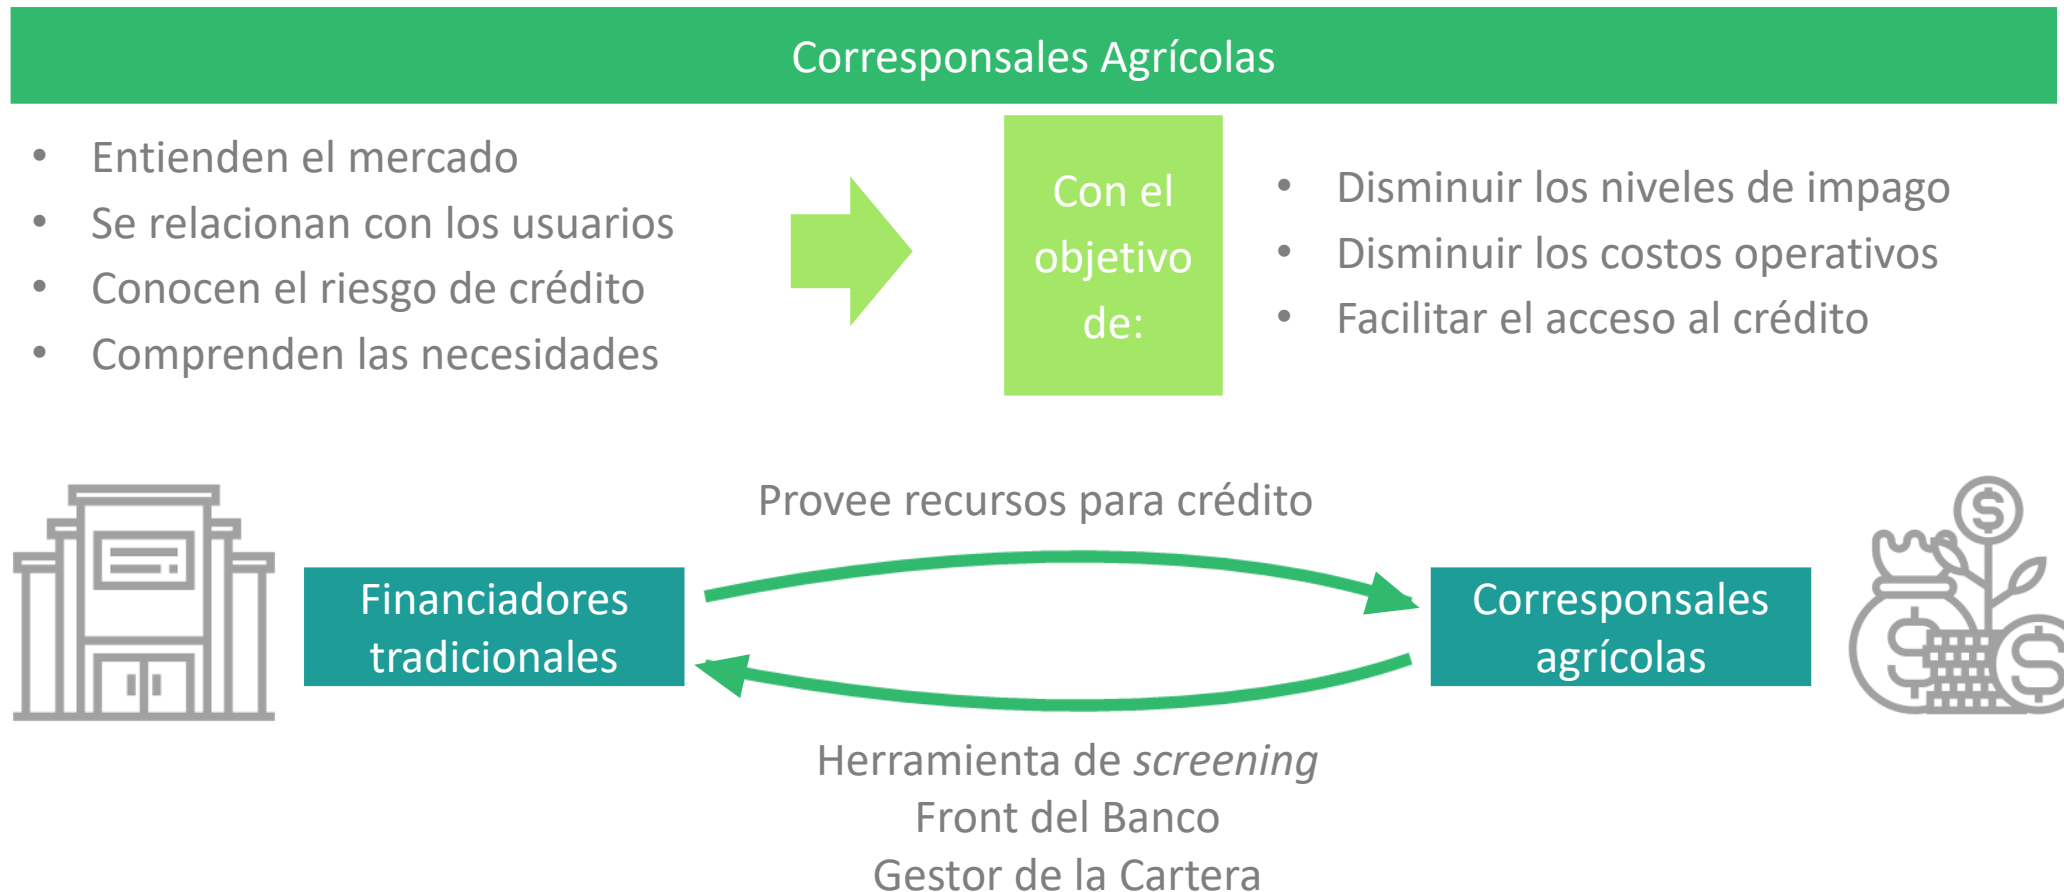 Corresponsales Agrícolas
• Entienden el mercado
• Se relacionan con los usuarios
• Conocen el riesgo de crédito
• Comprenden las necesidades
Con el
objetivo
de:
• Disminuir los niveles de impago
• Disminuir los costos operativos
• Facilitar el acceso al crédito
Provee recursos para crédito
Financiadores
tradicionales
Corresponsales
agrícolas
$
$
$
$
Herramienta de screening
Front del Banco
Gestor de la Cartera